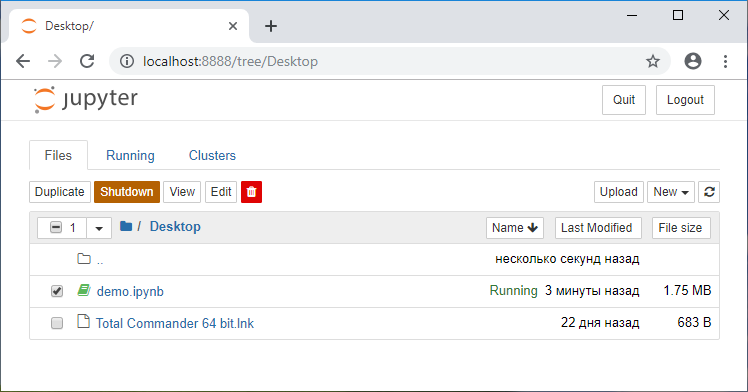 Desktop/
localhost:8888/tree/Desktop
jupyter Quit Logout
Files Running Clusters
Duplicate Shutdown View Edit Upload New
1 / Desktop Name Last Modified File size
.. несколько секунд назад
demo.ipynb Running 3 минуты назад 1.75 MB
Total Commander 64 bit.lnk 22 дня назад 683 B